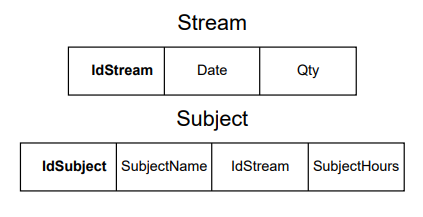 Stream
IdStream Date Qty
Subject
IdSubject SubjectName IdStream SubjectHours